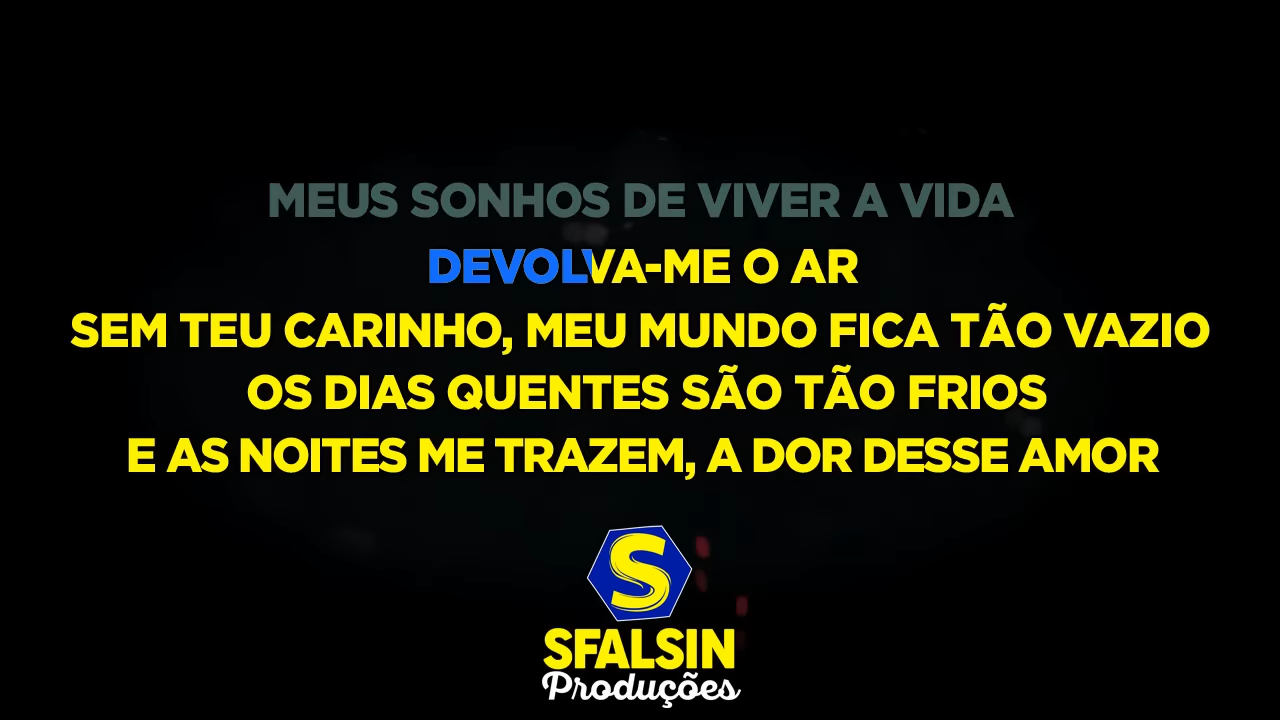 MEUS SONHOS DE VIVER A VIDA
DEVOLVA-ME O AR
SEM TEU CARINHO, MEU MUNDO FICA TÃO VAZIO
OS DIAS QUENTES SÃO TÃO FRIOS
E AS NOITES ME TRAZEM, A DOR DESSE AMOR
S
SFALSIN
Produções